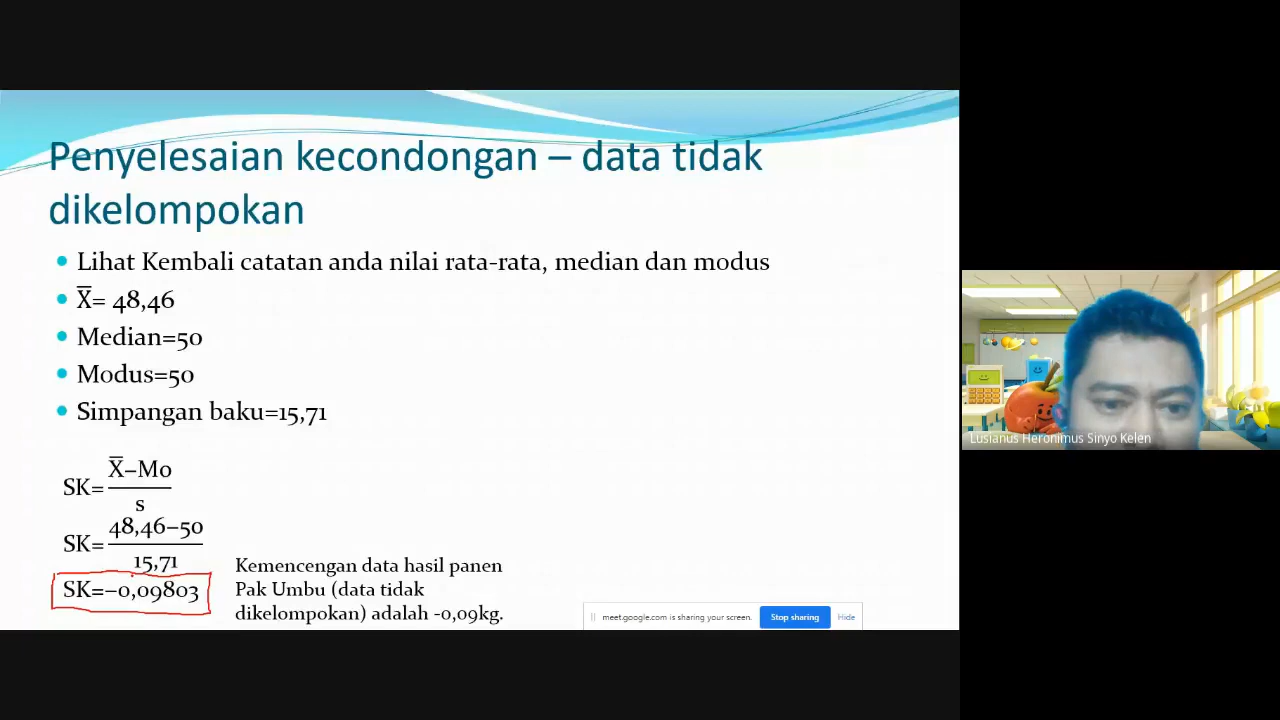 Penyelesaian kecondongan – data tidak
dikelompokan
Lihat Kembali catatan anda nilai rata-rata, median dan modus
X̅= 48,46
Median=50
Modus=50
Simpangan baku=15,71
SK= X̅−Mo / s
SK= 48,46−50 / 15,71
SK=−0,09803
Kemencengan data hasil panen
Pak Umbu (data tidak
dikelompokan) adalah -0,09kg.
meet.google.com is sharing your screen. Stop sharing Hide
Lusianus Heronimus Sinyo Kelen